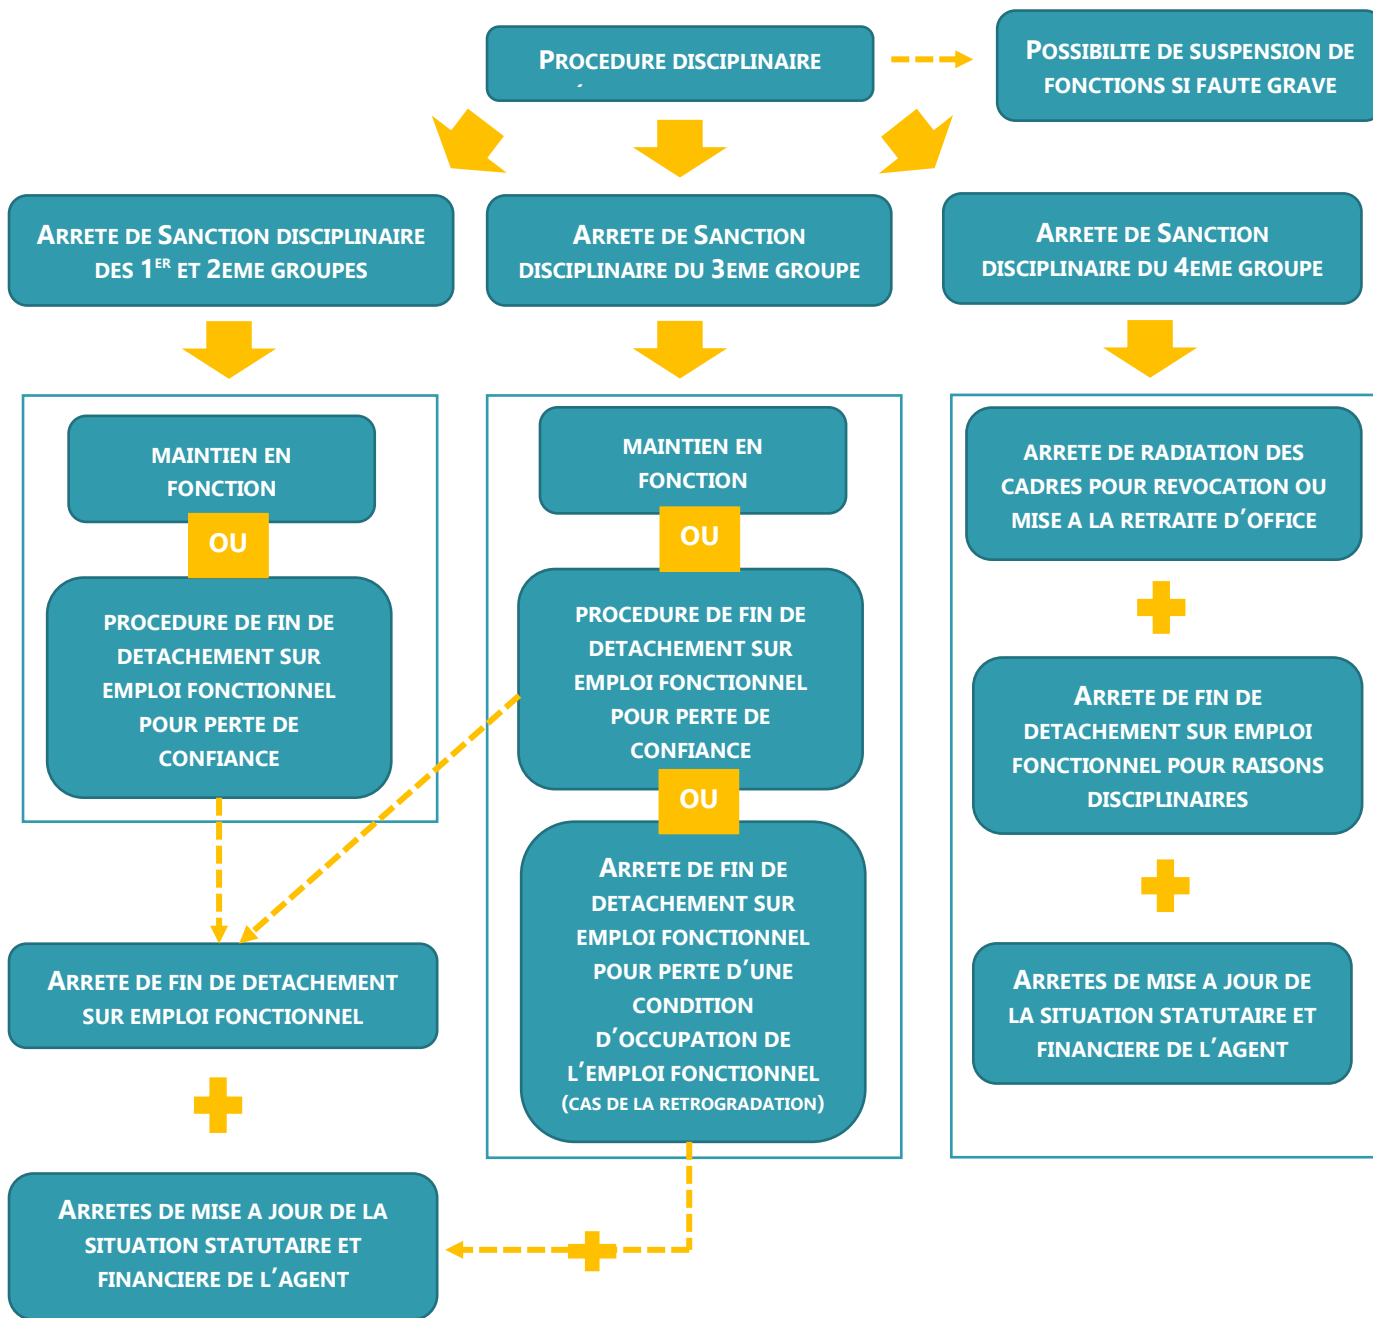 PROCEDURE DISCIPLINAIRE
POSSIBILITE DE SUSPENSION DE
FONCTIONS SI FAUTE GRAVE
ARRETE DE SANCTION DISCIPLINAIRE
DES 1ER ET 2EME GROUPES
ARRETE DE SANCTION
DISCIPLINAIRE DU 3EME GROUPE
ARRETE DE SANCTION
DISCIPLINAIRE DU 4EME GROUPE
MAINTIEN EN
FONCTION
OU
PROCEDURE DE FIN DE
DETACHEMENT SUR
EMPLOI FONCTIONNEL
POUR PERTE DE
CONFIANCE
ARRETE DE FIN DE DETACHEMENT
SUR EMPLOI FONCTIONNEL
ARRETES DE MISE A JOUR DE LA
SITUATION STATUTAIRE ET
FINANCIERE DE L'AGENT
MAINTIEN EN
FONCTION
OU
PROCEDURE DE FIN DE
DETACHEMENT SUR
EMPLOI FONCTIONNEL
POUR PERTE DE
CONFIANCE
OU
ARRETE DE FIN DE
DETACHEMENT SUR
EMPLOI FONCTIONNEL
POUR PERTE D'UNE
CONDITION
D'OCCUPATION DE
L'EMPLOI FONCTIONNEL
(CAS DE LA RETROGRADATION)
ARRETE DE RADIATION DES
CADRES POUR REVOCATION OU
MISE A LA RETRAITE D'OFFICE
ARRETE DE FIN DE
DETACHEMENT SUR EMPLOI
FONCTIONNEL POUR RAISONS
DISCIPLINAIRES
ARRETES DE MISE A JOUR DE
LA SITUATION STATUTAIRE ET
FINANCIERE DE L'AGENT